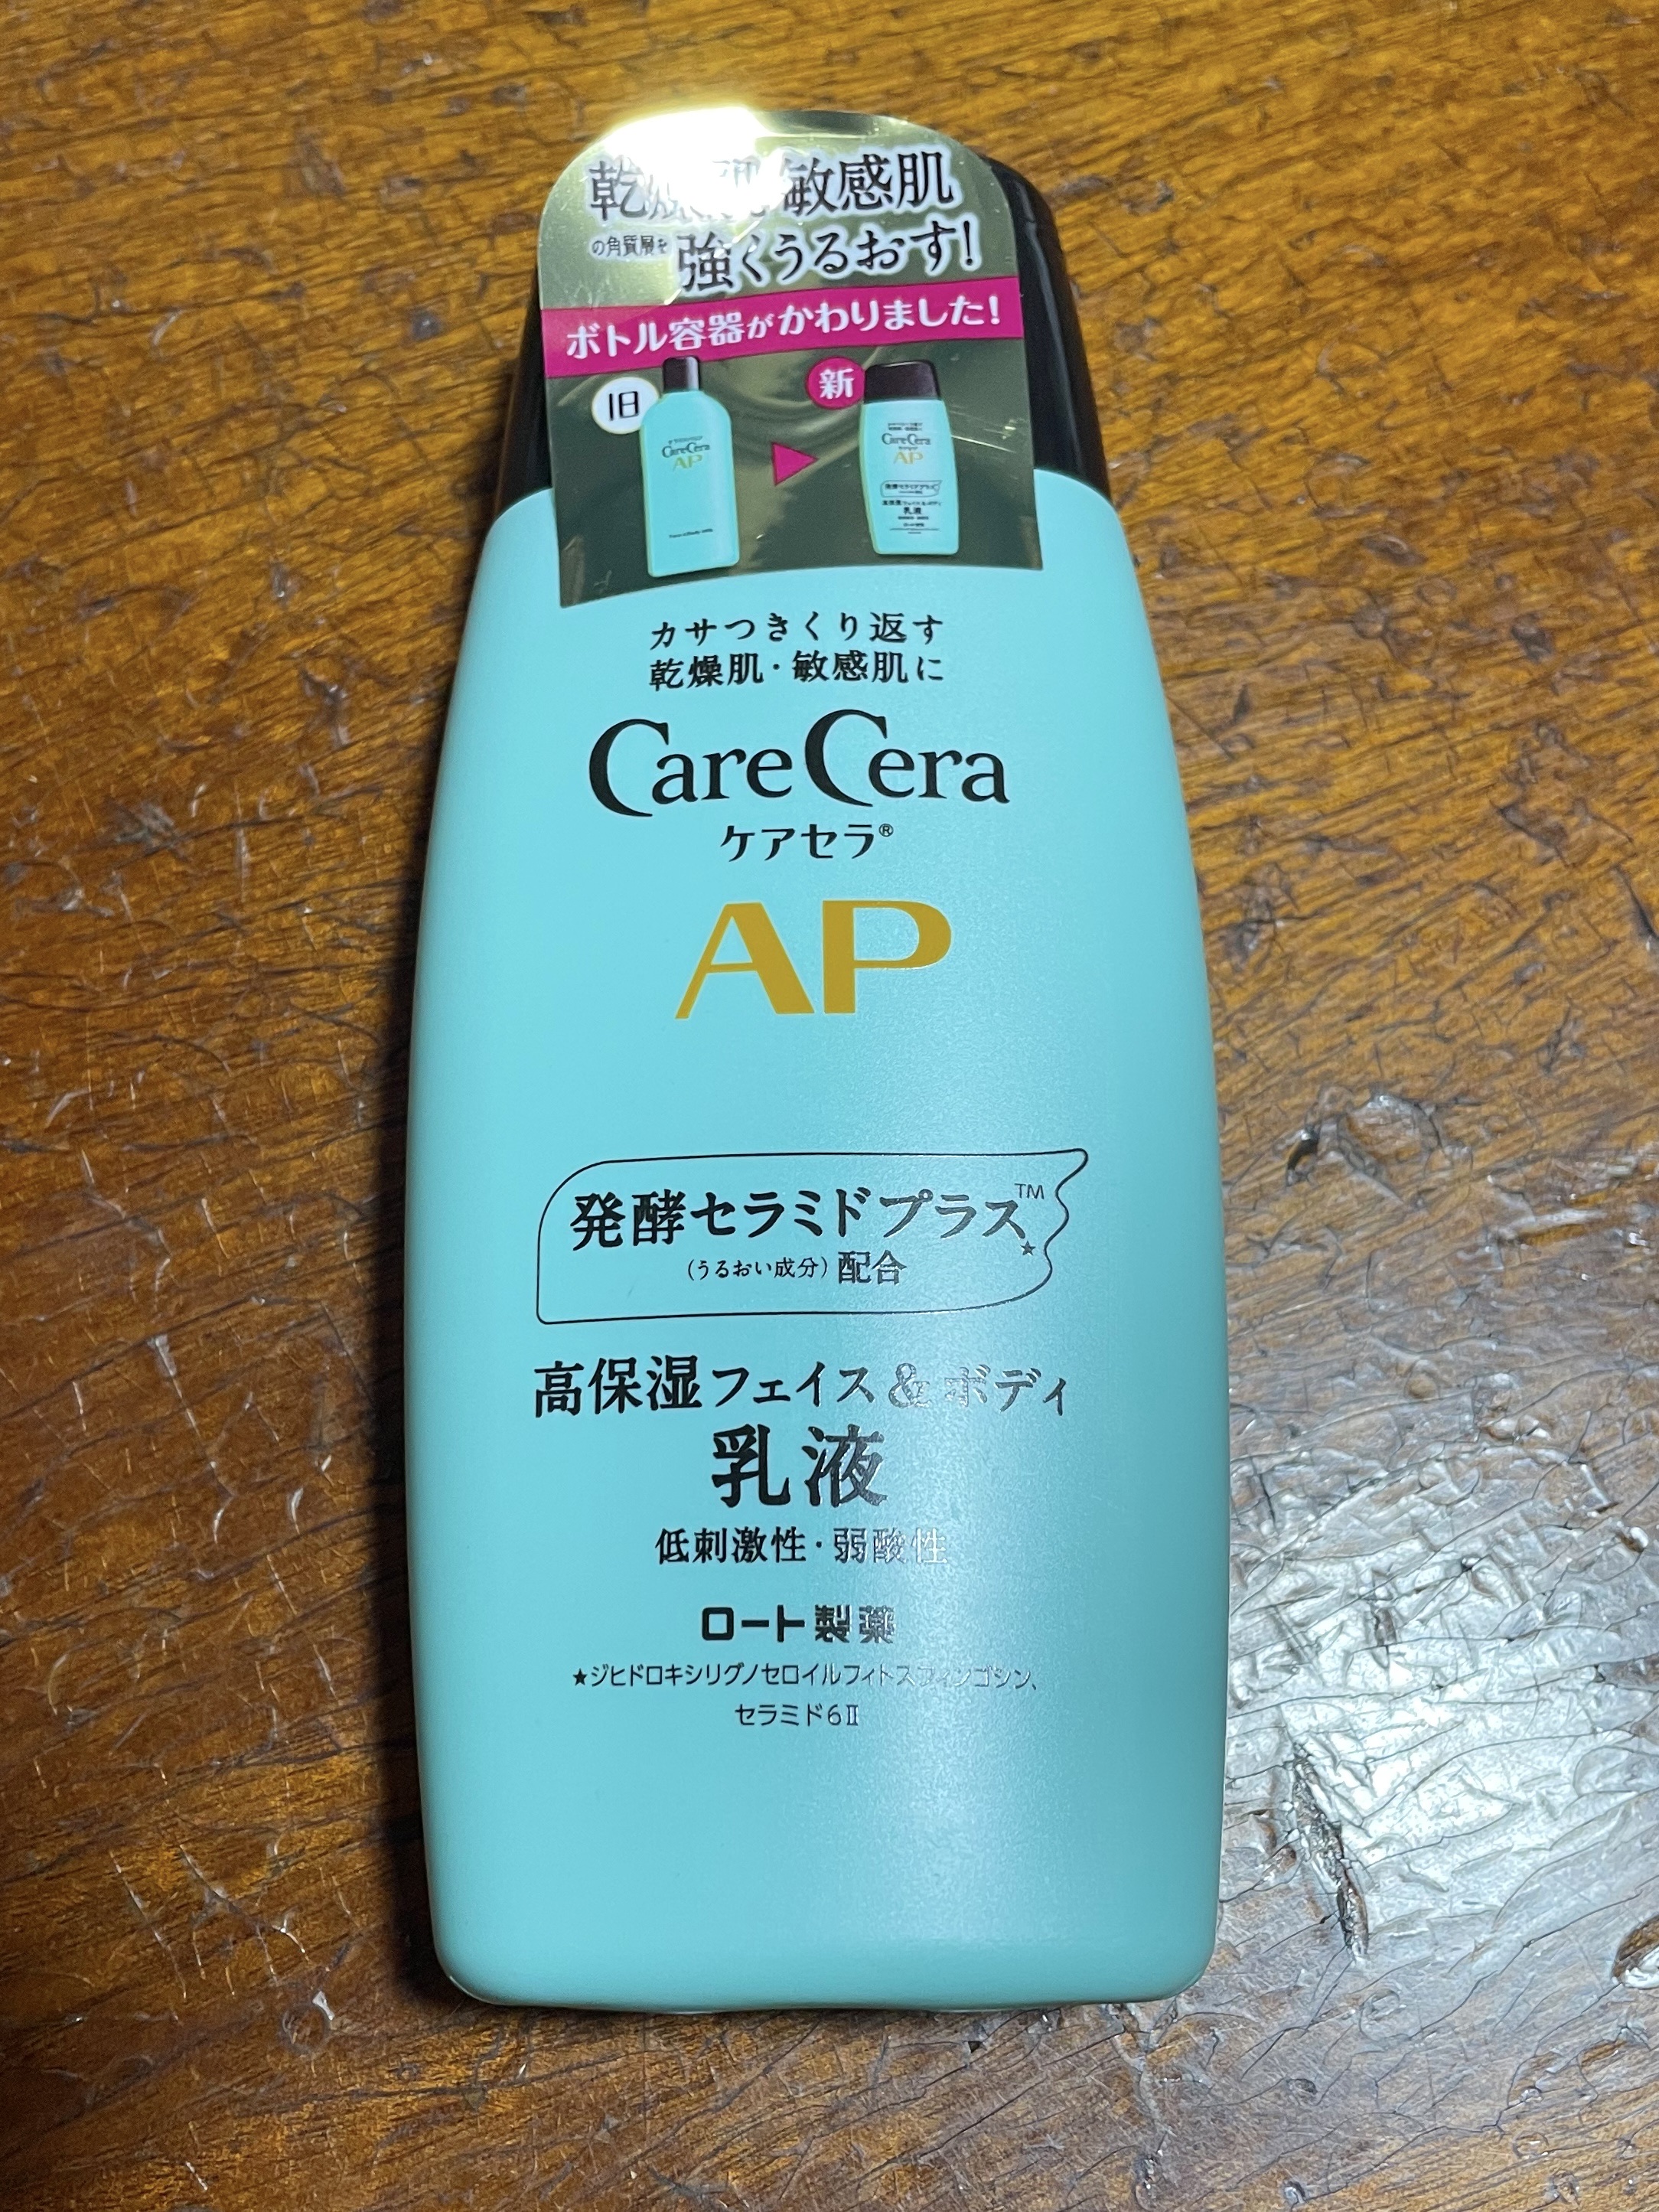 乾燥肌・敏感肌
の角質層を 強くうるおす!
ボトル容器がかわりました!
旧 新
CareCera
AP
CareCera
AP
乳液
カサつきくり返す
乾燥肌・敏感肌に
CareCera
ケアセラ®
AP
発酵セラミドプラス™★
(うるおい成分)配合
高保湿フェイス&ボディ
乳液
低刺激性・弱酸性
ロート製薬
★ジヒドロキシリグノセロイルフィトスフィンゴシン、
セラミド6Ⅱ